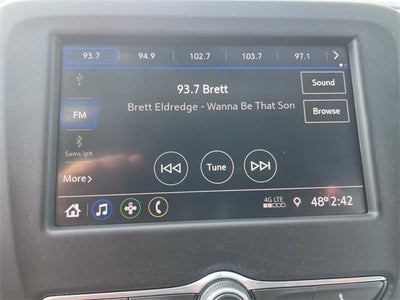 93.7 94.9 102.7 103.7 97.1
93.7 Brett
Sound
Brett Eldredge - Wanna Be That Son
Browse
FM
Sams Iph
Tune
More
4G LTE
48° 2:42